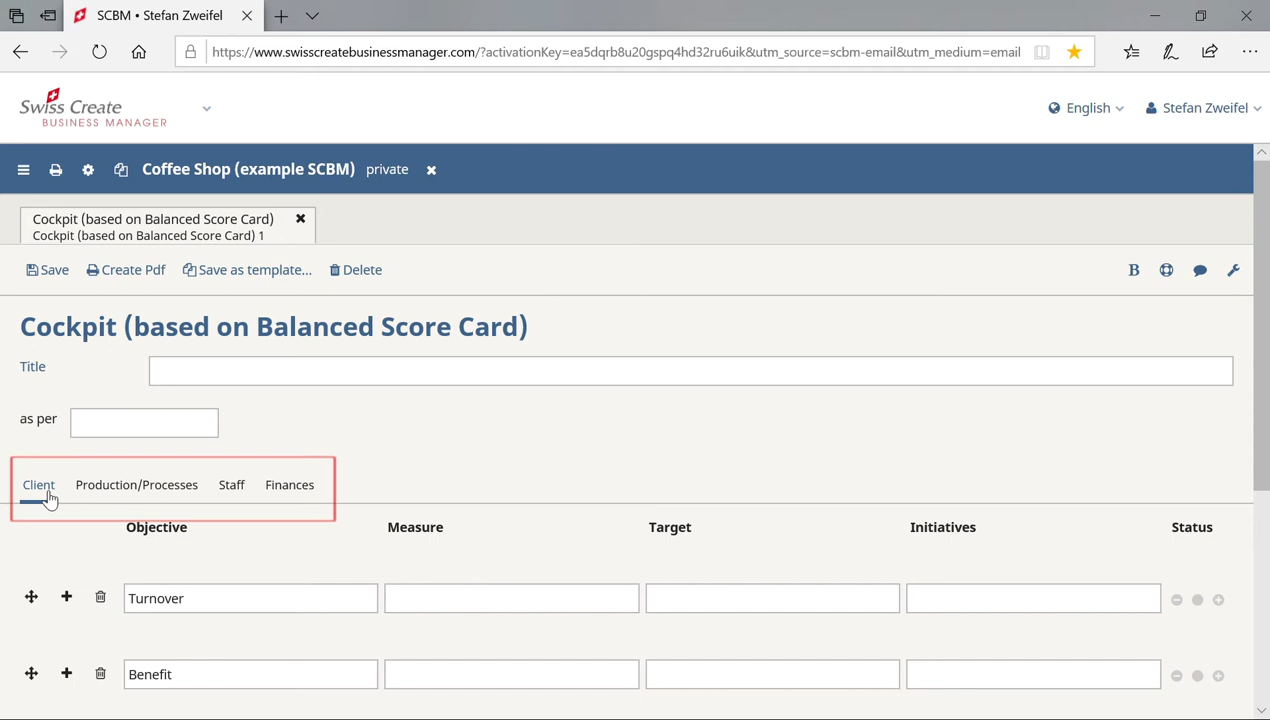 SCBM • Stefan Zweifel
https://www.swisscreatebusinessmanager.com/?activationKey=ea5dqrb8u20gspq4hd32ru6uik&utm_source=scbm-email&utm_medium=email
Swiss Create
BUSINESS MANAGER
English
Stefan Zweifel
Coffee Shop (example SCBM) private
Cockpit (based on Balanced Score Card)
Cockpit (based on Balanced Score Card) 1
Save Create Pdf Save as template... Delete
B
Cockpit (based on Balanced Score Card)
Title
as per
Client Production/Processes Staff Finances
Objective Measure Target Initiatives Status
Turnover
Benefit